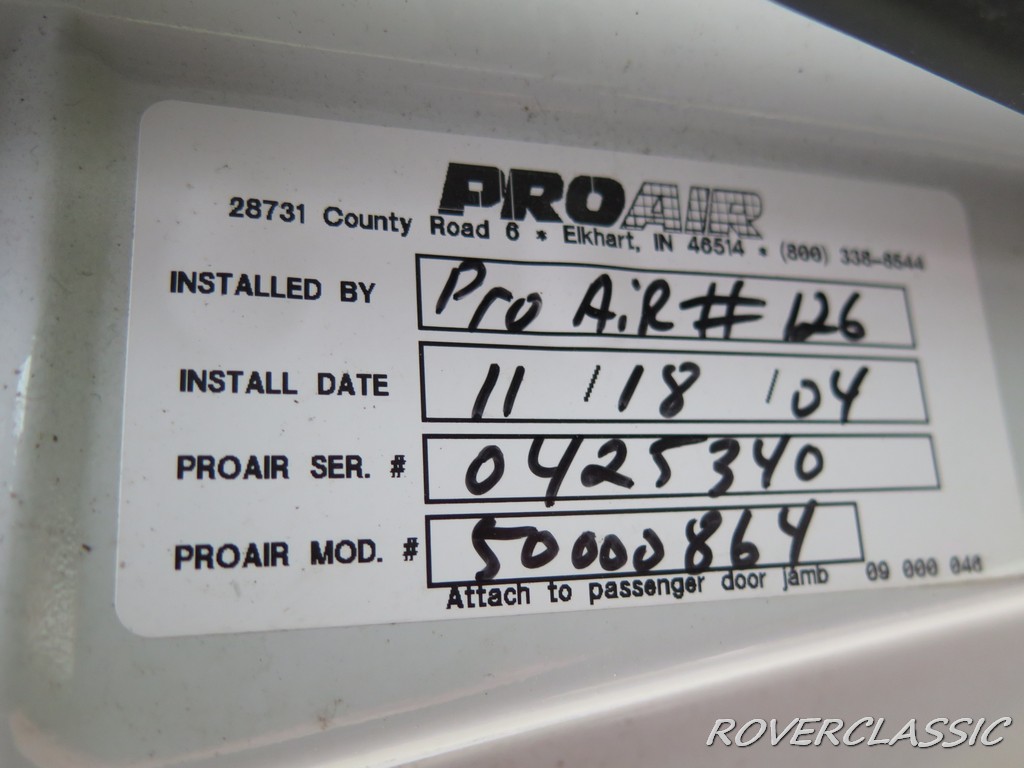 PROAIR
28731 County Road 6 * Elkhart, IN 46514 * (800) 338-8544
INSTALLED BY Pro AiR # 126
INSTALL DATE 11 / 18 / 04
PROAIR SER. # 0425340
PROAIR MOD. # 50000864
Attach to passenger door jamb 09 000 040
ROVERCLASSIC